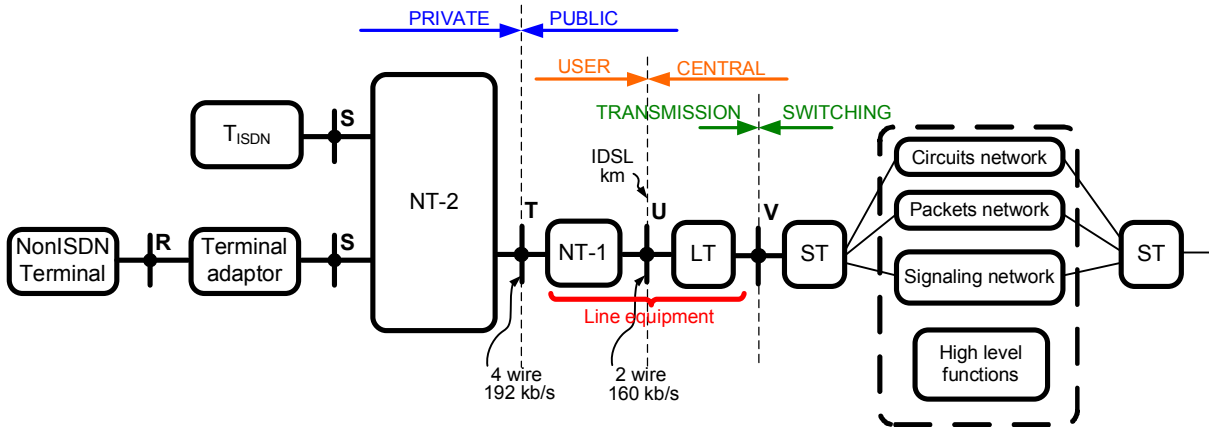 PRIVATE PUBLIC
USER CENTRAL
TRANSMISSION SWITCHING
T_ISDN S
NT-2
IDSL
km
Circuits network
Packets network
Signaling network
High level
functions
NonISDN
Terminal
R
Terminal
adaptor
S
T
NT-1
U
LT
V
ST
ST
Line equipment
4 wire
192 kb/s
2 wire
160 kb/s